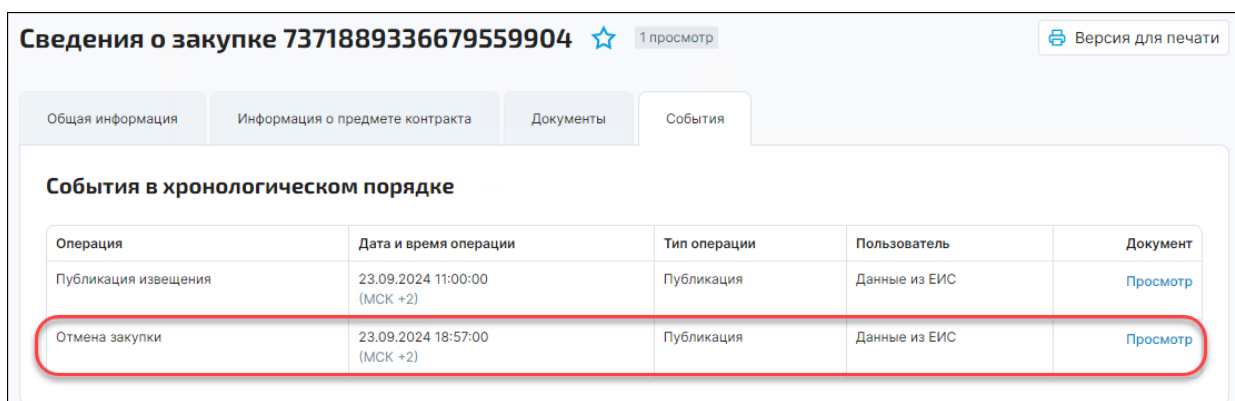 Сведения о закупке 7371889336679559904 1 просмотр Версия для печати
Общая информация Информация о предмете контракта Документы События
События в хронологическом порядке
Операция Дата и время операции Тип операции Пользователь Документ
Публикация извещения 23.09.2024 11:00:00 Публикация Данные из ЕИС Просмотр
(МСК +2)
Отмена закупки 23.09.2024 18:57:00 Публикация Данные из ЕИС Просмотр
(МСК +2)